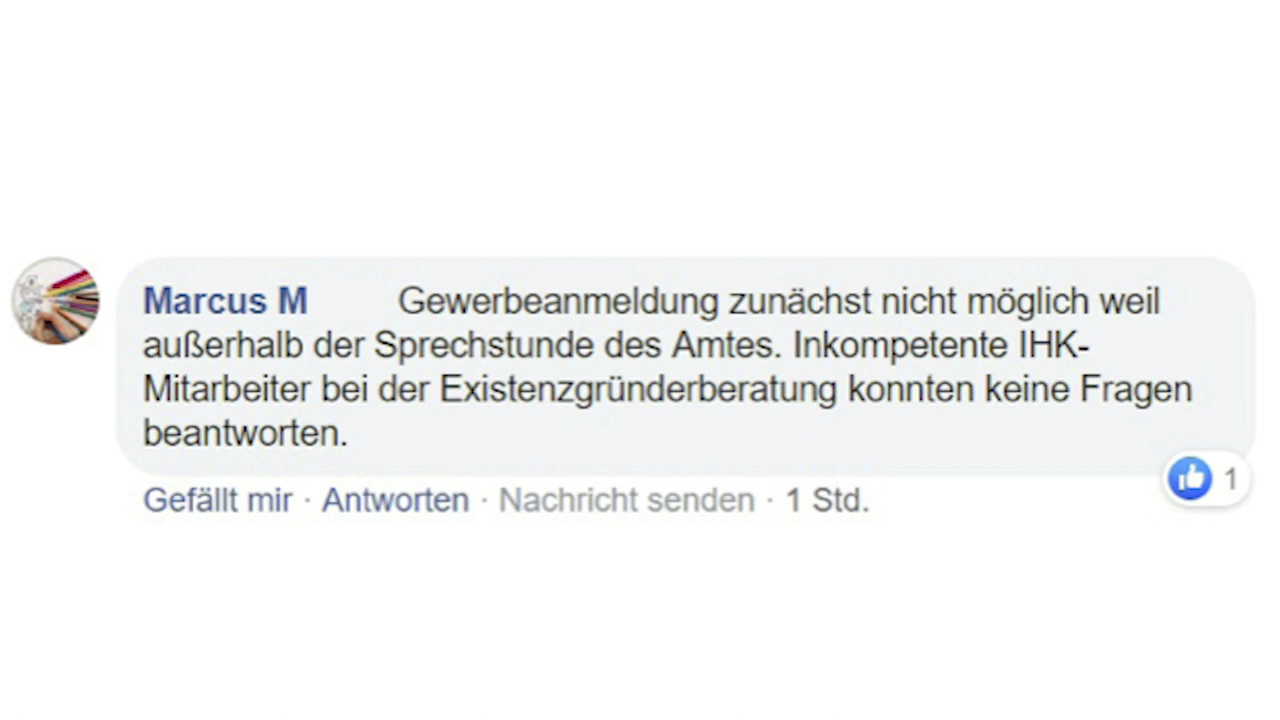 Marcus M Gewerbeanmeldung zunächst nicht möglich weil
außerhalb der Sprechstunde des Amtes. Inkompetente IHK-
Mitarbeiter bei der Existenzgründerberatung konnten keine Fragen
beantworten.
1
Gefällt mir · Antworten · Nachricht senden · 1 Std.